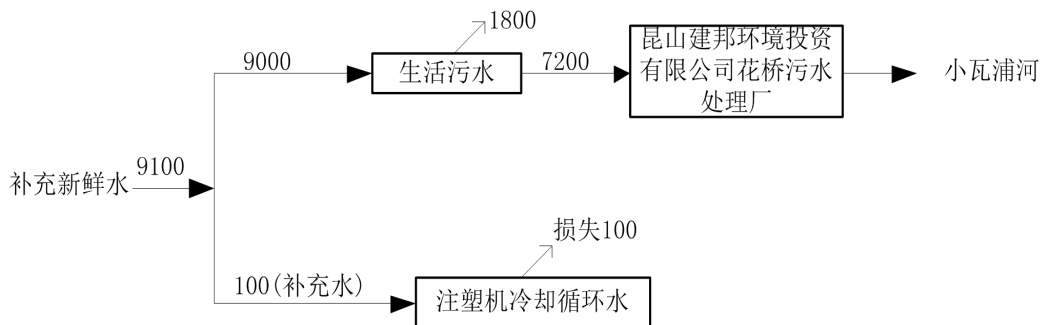 1800
9000
生活污水
7200
昆山建邦环境投资
有限公司花桥污水
处理厂
小瓦浦河
补充新鲜水
9100
损失100
100(补充水)
注塑机冷却循环水